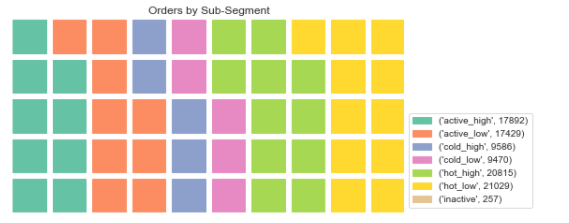 Orders by Sub-Segment
('active_high', 17892)
('active_low', 17429)
('cold_high', 9586)
('cold_low', 9470)
('hot_high', 20815)
('hot_low', 21029)
('inactive', 257)